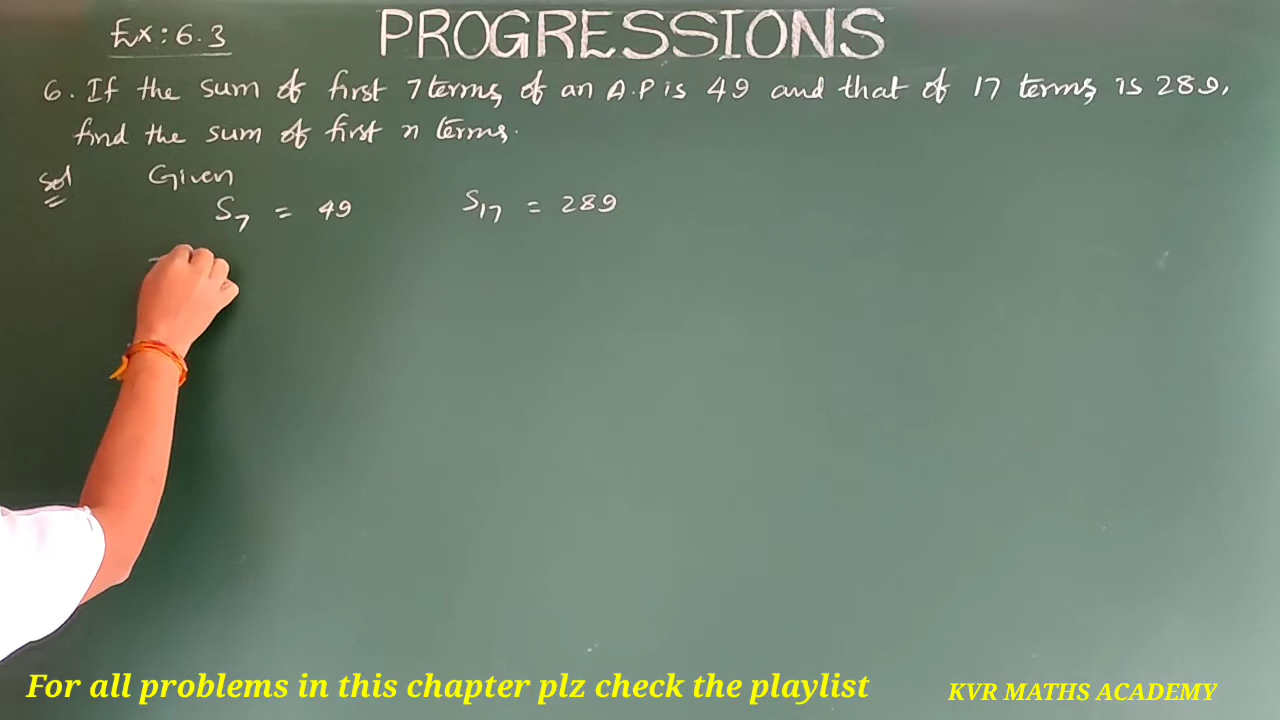 Ex : 6.3
PROGRESSIONS
6. If the sum of first 7 terms of an A.P is 49 and that of 17 terms is 289,
find the sum of first n terms.
Sol Given
S₇ = 49 S₁₇ = 289
For all problems in this chapter plz check the playlist
KVR MATHS ACADEMY